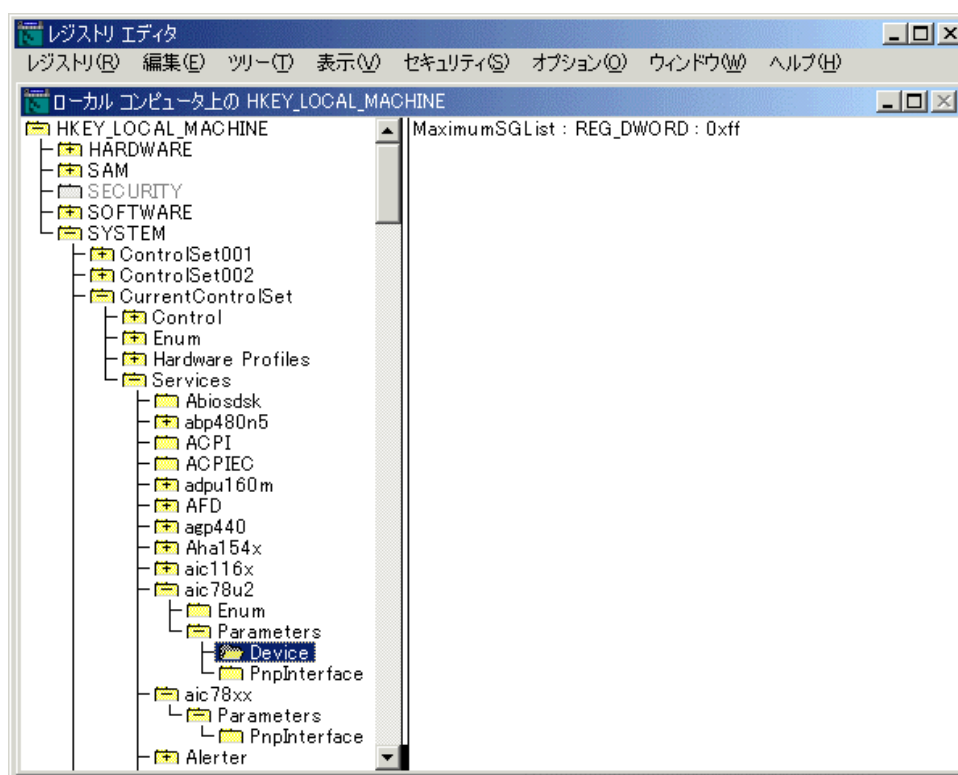 レジストリ エディタ
レジストリ(R) 編集(E) ツリー(T) 表示(V) セキュリティ(S) オプション(O) ウィンドウ(W) ヘルプ(H)
ローカル コンピュータ上の HKEY_LOCAL_MACHINE
HKEY_LOCAL_MACHINE
HARDWARE
SAM
SECURITY
SOFTWARE
SYSTEM
ControlSet001
ControlSet002
CurrentControlSet
Control
Enum
Hardware Profiles
Services
Abiosdsk
abp480n5
ACPI
ACPIEC
adpu160m
AFD
agp440
Aha154x
aic116x
aic78u2
Enum
Parameters
Device
PnpInterface
aic78xx
Parameters
PnpInterface
Alerter
MaximumSGList : REG_DWORD : 0xff